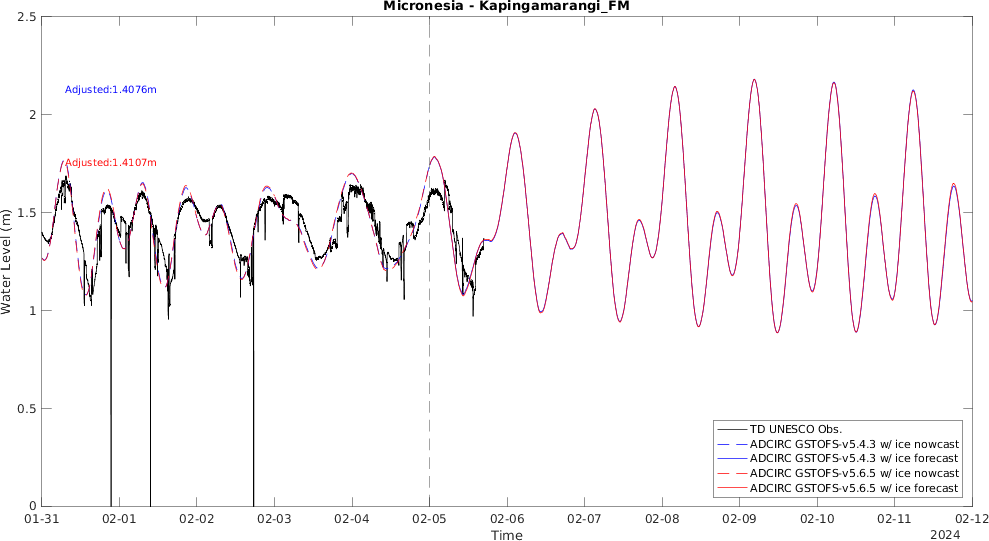 Micronesia - Kapingamarangi_FM
2.5
2
1.5
1
0.5
0
Water Level (m)
Adjusted:1.4076m
Adjusted:1.4107m
TD UNESCO Obs.
ADCIRC GSTOFS-v5.4.3 w/ ice nowcast
ADCIRC GSTOFS-v5.4.3 w/ ice forecast
ADCIRC GSTOFS-v5.6.5 w/ ice nowcast
ADCIRC GSTOFS-v5.6.5 w/ ice forecast
01-31 02-01 02-02 02-03 02-04 02-05 02-06 02-07 02-08 02-09 02-10 02-11 02-12
Time
2024